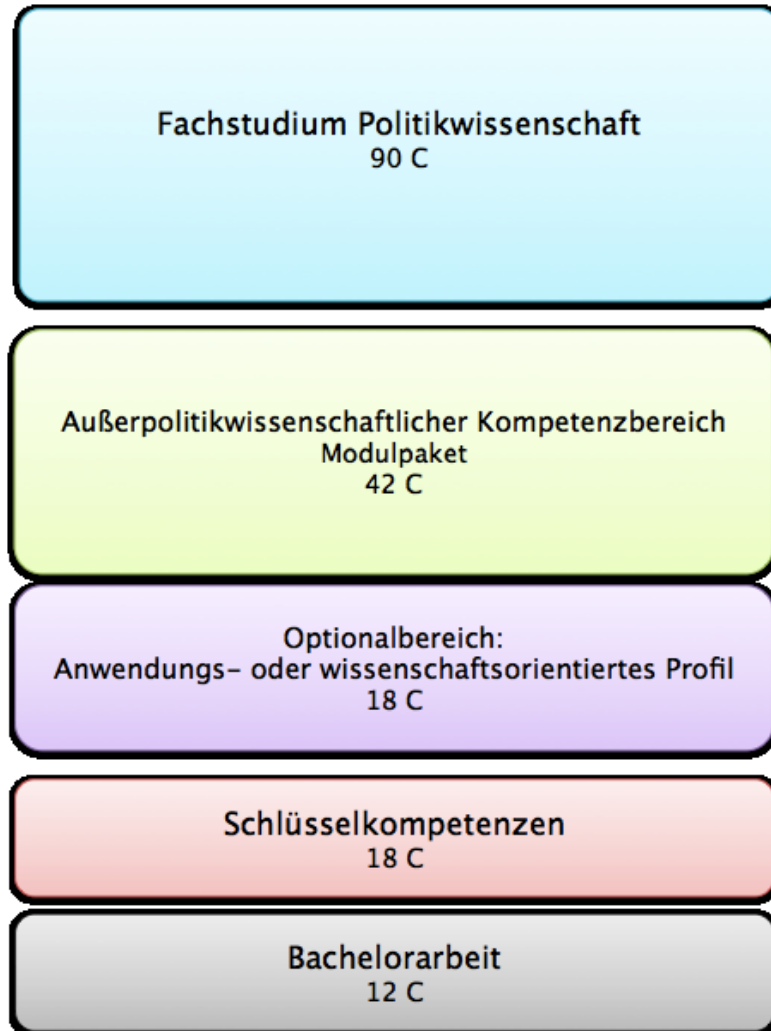 Fachstudium Politikwissenschaft
90 C
Außerpolitikwissenschaftlicher Kompetenzbereich
Modulpaket
42 C
Optionalbereich:
Anwendungs- oder wissenschaftsorientiertes Profil
18 C
Schlüsselkompetenzen
18 C
Bachelorarbeit
12 C